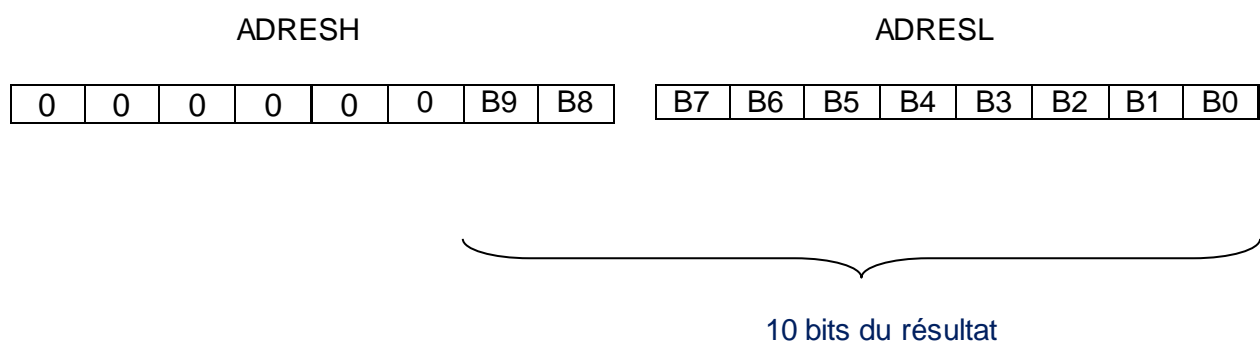 ADRESH ADRESL
0 0 0 0 0 0 B9 B8 B7 B6 B5 B4 B3 B2 B1 B0
10 bits du résultat